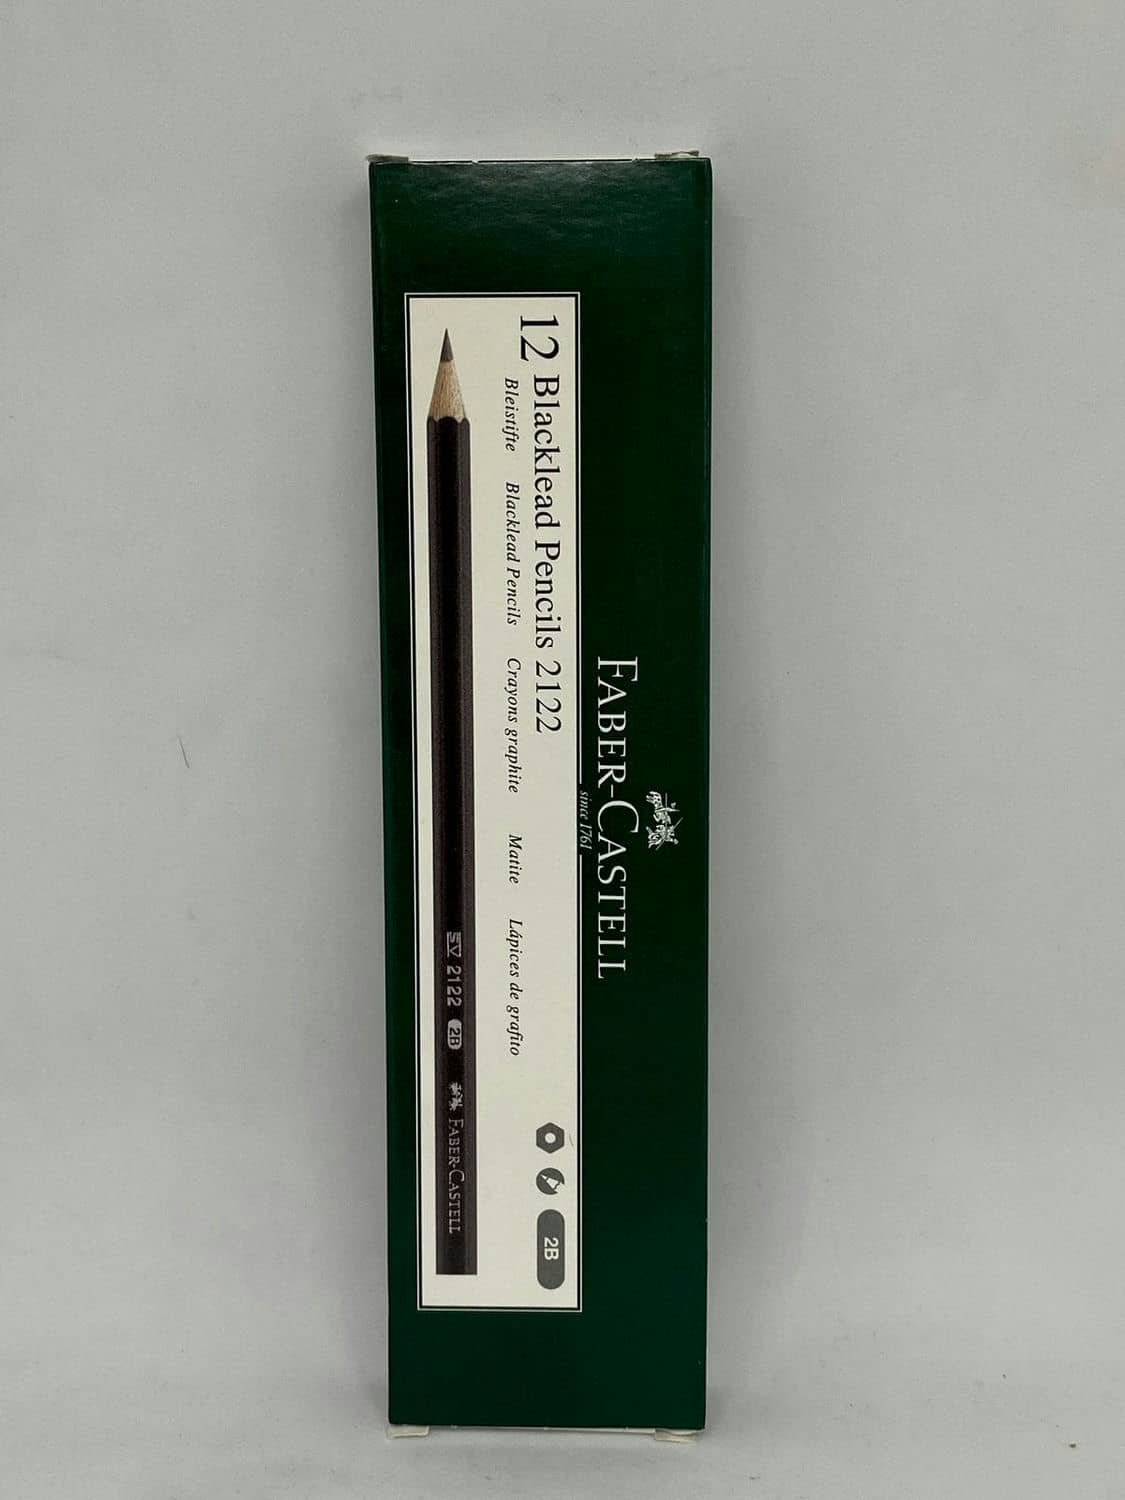 FABER-CASTELL
since 1761
12 Blacklead Pencils 2122
2B
Bleistifte Blacklead Pencils Crayons graphite Matite Lápices de grafito
SV 2122 2B FABER-CASTELL